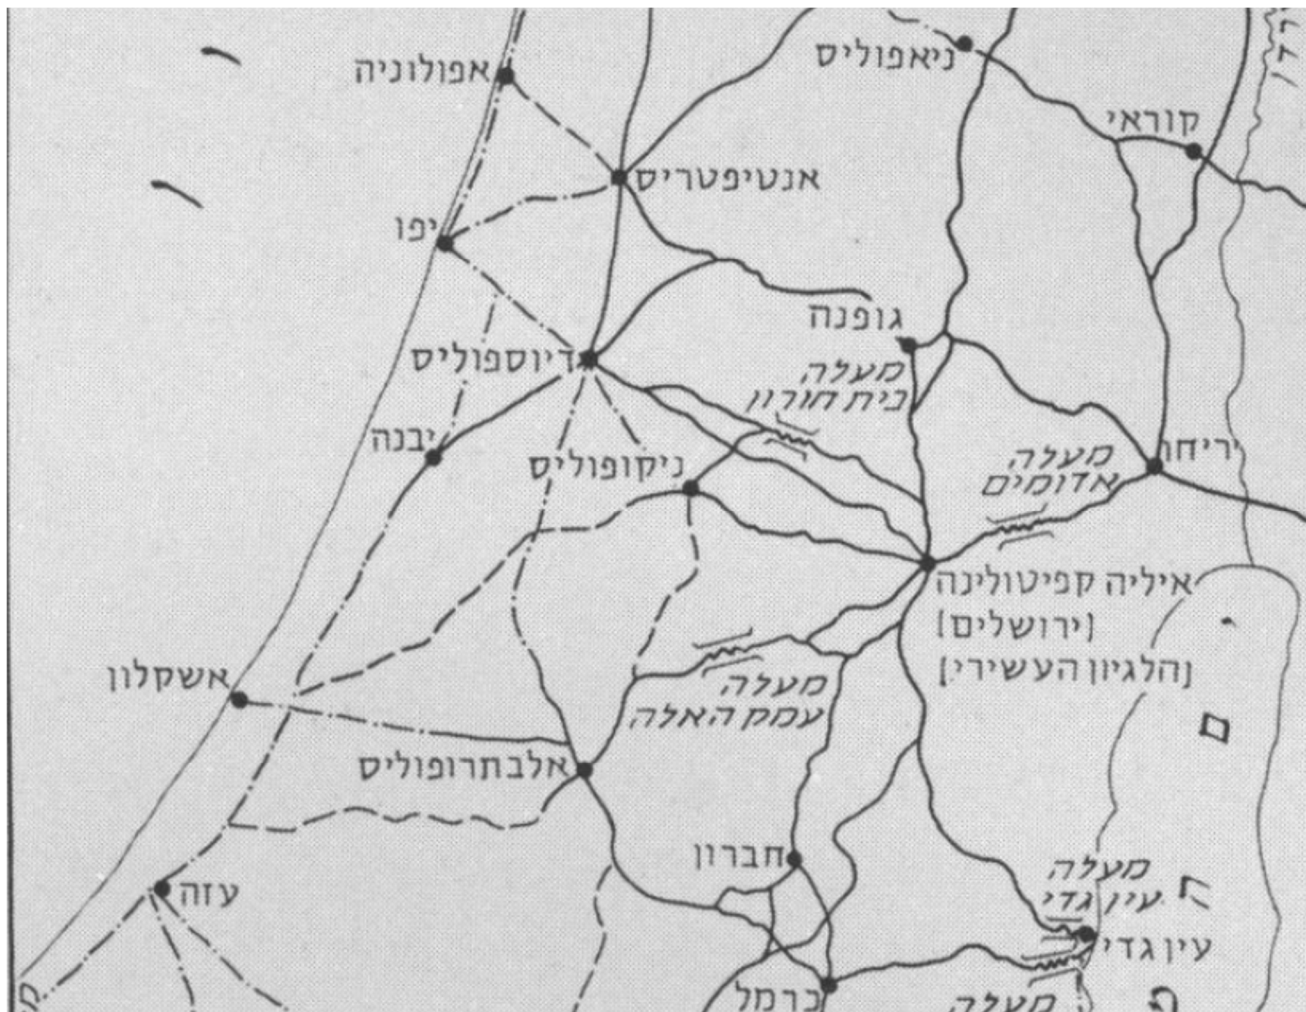 ניאפוליס
אפולוניה
קוראי
אנטיפטריס
יפו
גופנה
דיוספוליס
מעלה
בית חורון
יבנה
יריחו
מעלה
אדומים
ניקופוליס
איליה קפיטולינה
(ירושלים)
(הלגיון העשירי)
אשקלון
מעלה
עמק האלה
ם
אלבתרופוליס
חברון
מעלה
עין גדי
ה
עזה
עין גדי
כרמל
מעלה